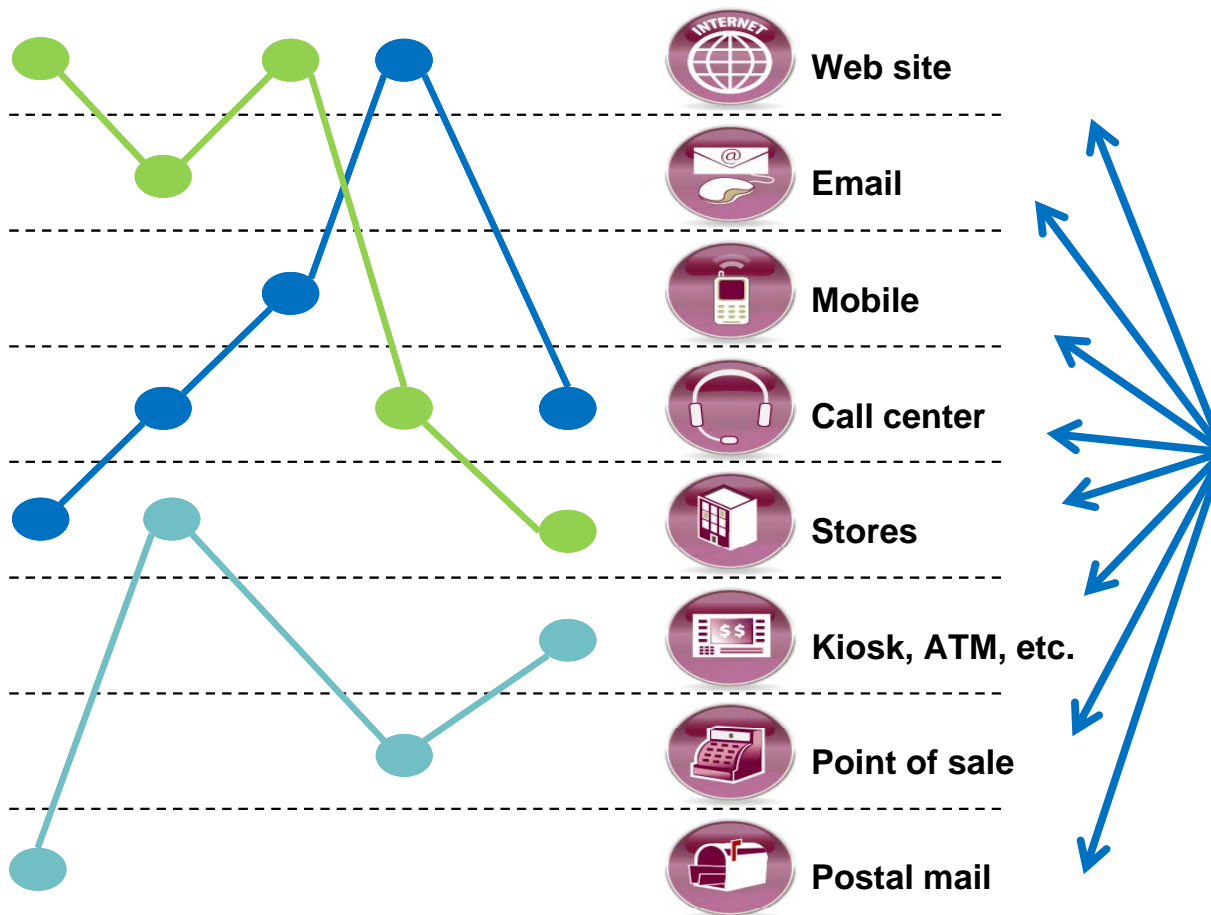 INTERNET
Web site
@
Email
Mobile
Call center
Stores
$$
Kiosk, ATM, etc.
$
Point of sale
Postal mail